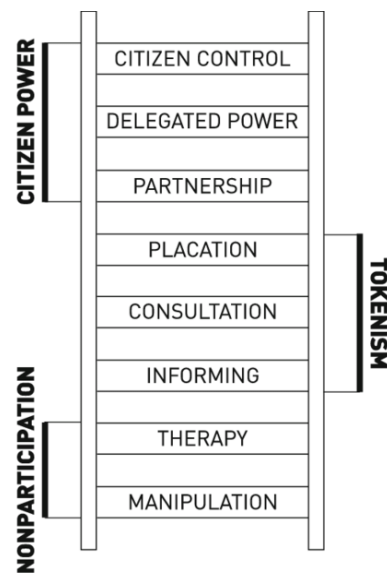 CITIZEN POWER
CITIZEN CONTROL
DELEGATED POWER
PARTNERSHIP
TOKENISM
PLACATION
CONSULTATION
INFORMING
NONPARTICIPATION
THERAPY
MANIPULATION